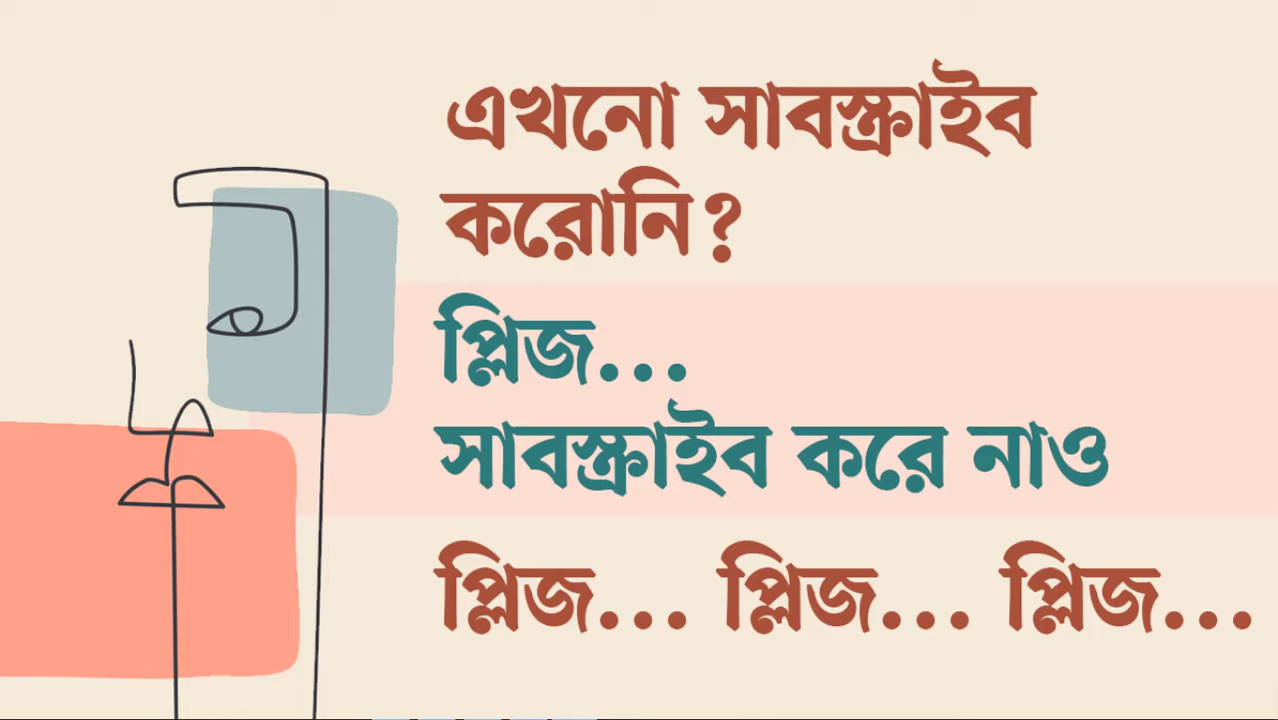 এখনো সাবস্ক্রাইব
করোনি?
প্লিজ...
সাবস্ক্রাইব করে নাও
প্লিজ... প্লিজ... প্লিজ...